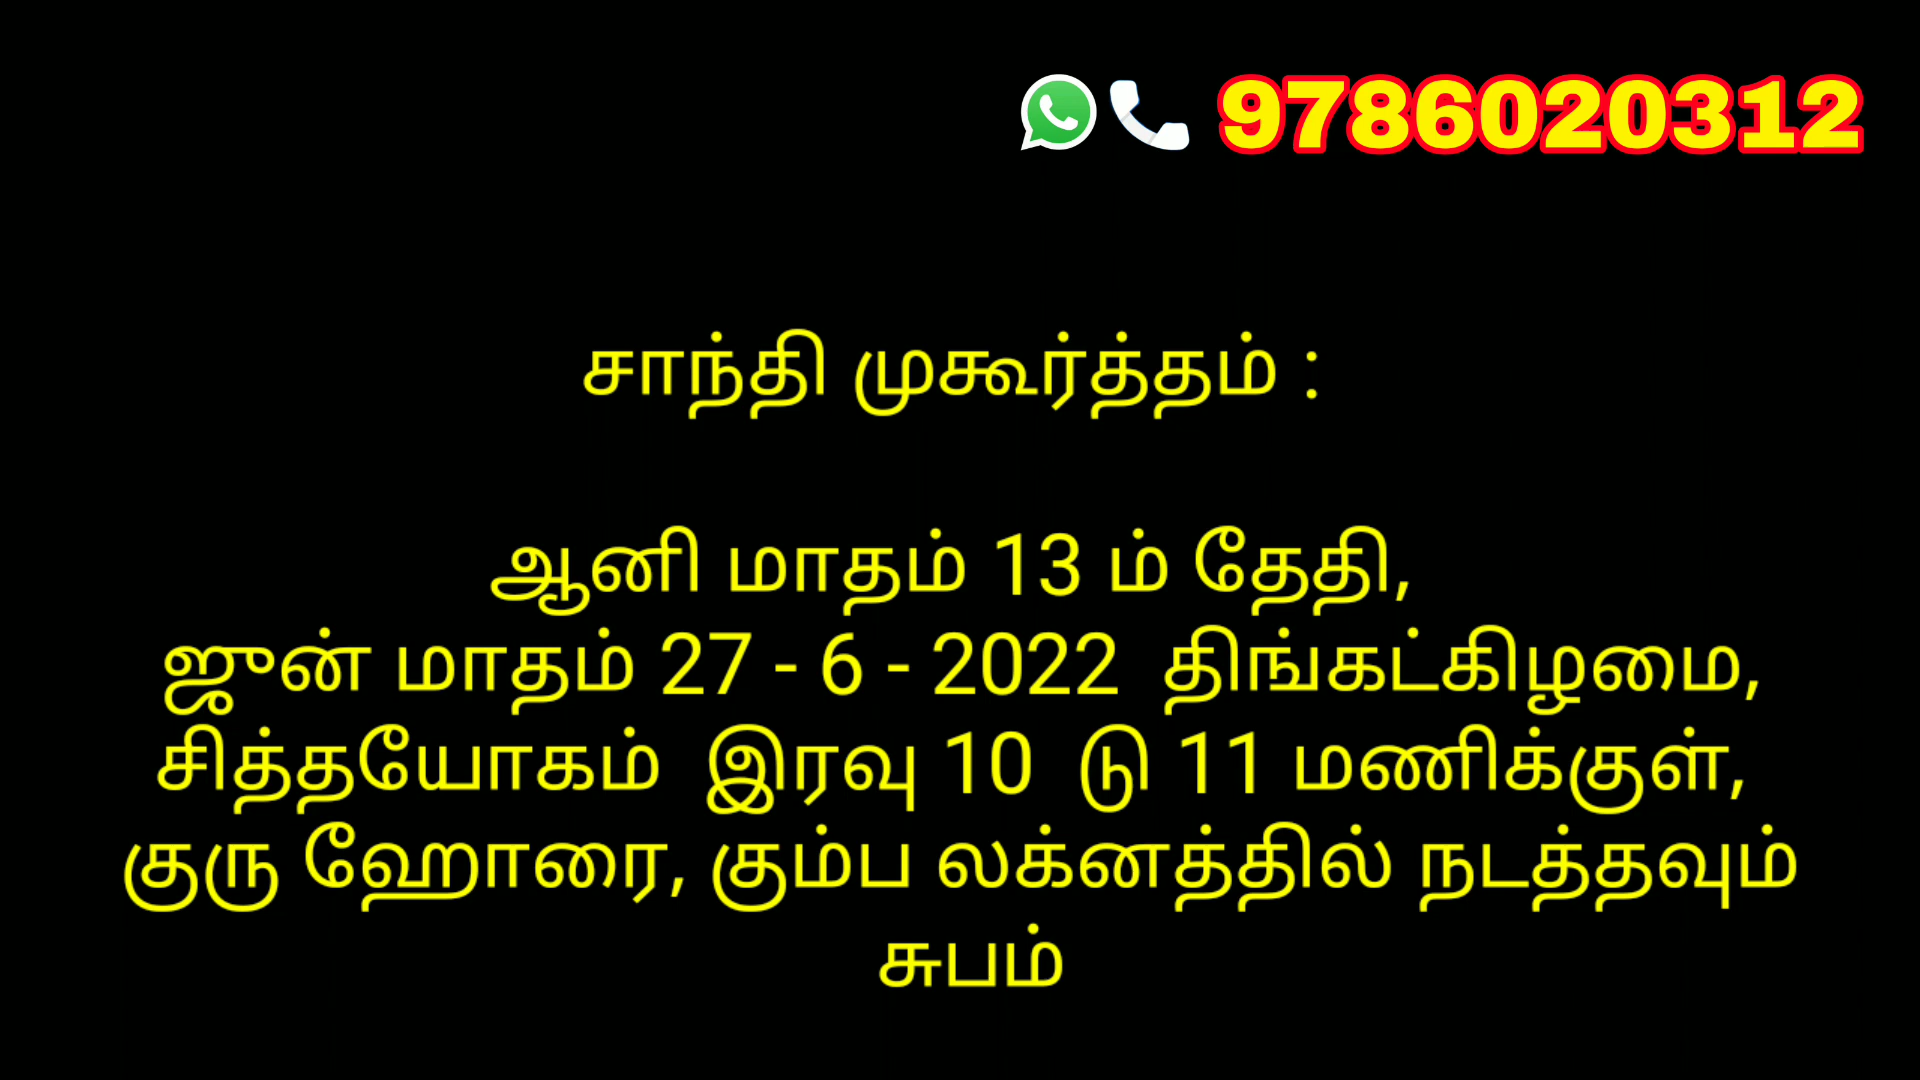 9786020312
சாந்தி முகூர்த்தம் :
ஆனி மாதம் 13 ம் தேதி,
ஜுன் மாதம் 27 - 6 - 2022 திங்கட்கிழமை,
சித்தயோகம் இரவு 10 டு 11 மணிக்குள்,
குரு ஹோரை, கும்ப லக்னத்தில் நடத்தவும்
சுபம்